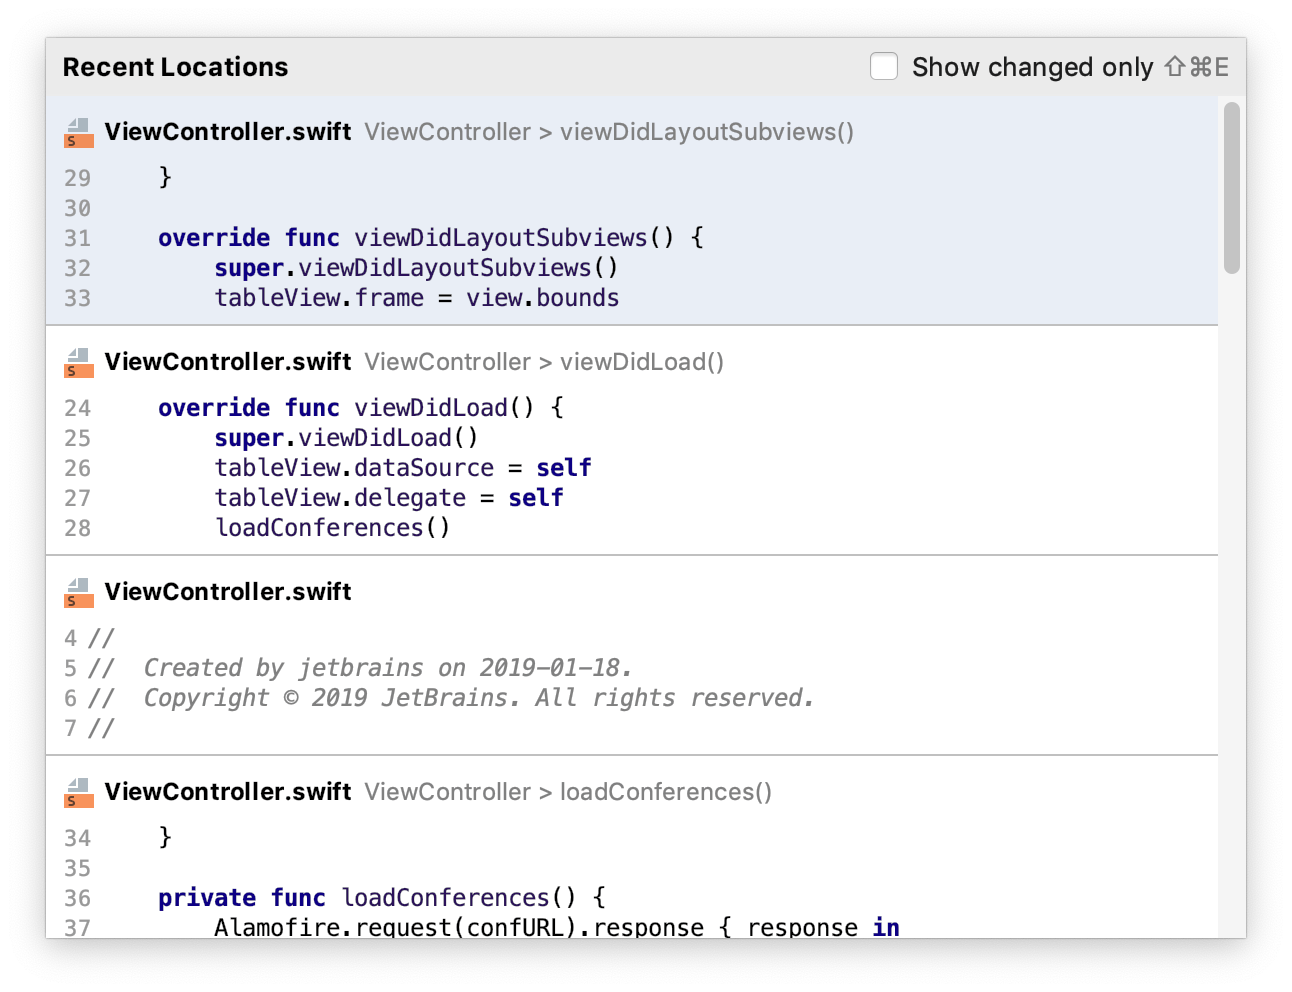 Recent Locations Show changed only ⇧⌘E
S ViewController.swift ViewController > viewDidLayoutSubviews()
29     }
30
31     override func viewDidLayoutSubviews() {
32         super.viewDidLayoutSubviews()
33         tableView.frame = view.bounds
S ViewController.swift ViewController > viewDidLoad()
24     override func viewDidLoad() {
25         super.viewDidLoad()
26         tableView.dataSource = self
27         tableView.delegate = self
28         loadConferences()
S ViewController.swift
4 //
5 //  Created by jetbrains on 2019-01-18.
6 //  Copyright © 2019 JetBrains. All rights reserved.
7 //
S ViewController.swift ViewController > loadConferences()
34     }
35
36     private func loadConferences() {
37         Alamofire.request(confURL).response { response in